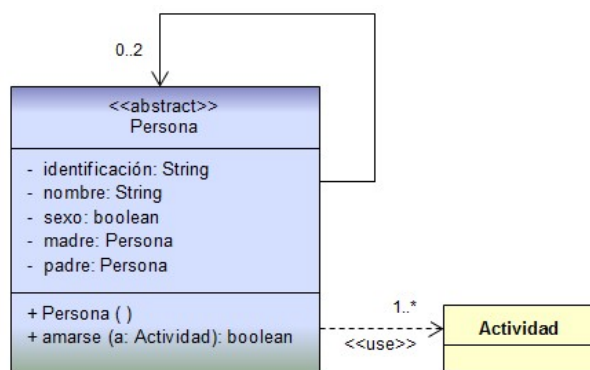 0..2
<<abstract>>
Persona
- identificación: String
- nombre: String
- sexo: boolean
- madre: Persona
- padre: Persona
+ Persona ( )
+ amarse (a: Actividad): boolean
1..*
<<use>>
Actividad